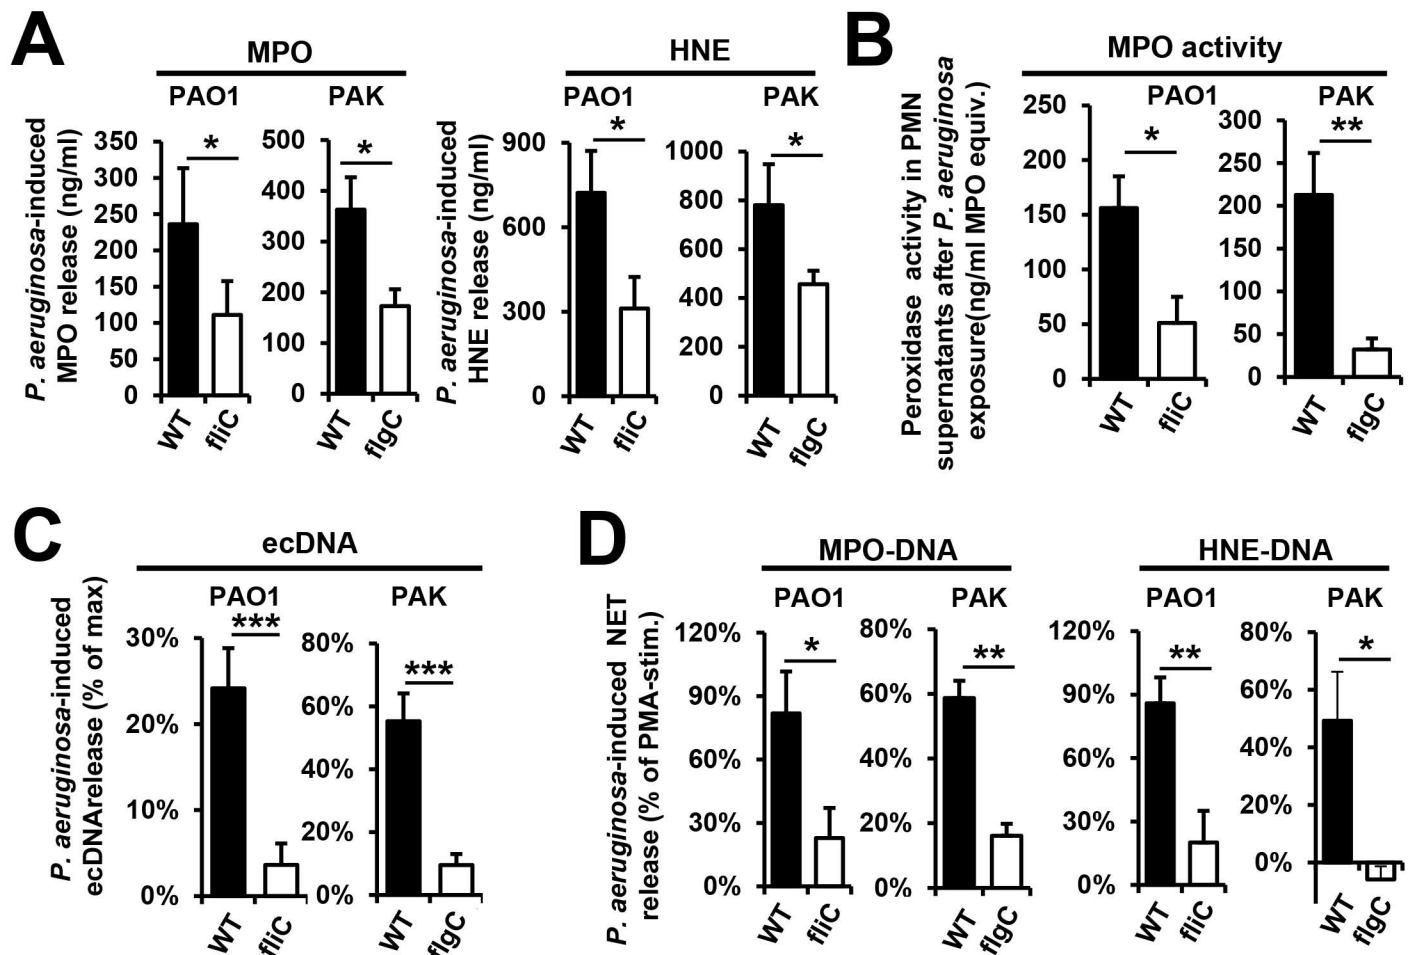 A
MPO
PAO1
PAK
P. aeruginosa-induced
MPO release (ng/ml)
350
300
250
200
150
100
50
0
*
WT
fliC
500
400
300
200
100
0
*
WT
flgC
HNE
PAO1
PAK
P. aeruginosa-induced
HNE release (ng/ml)
900
600
300
0
*
WT
fliC
1000
800
600
400
200
0
*
WT
flgC
B
MPO activity
PAO1
PAK
Peroxidase activity in PMN
supernatants after P. aeruginosa
exposure(ng/ml MPO equiv.)
250
200
150
100
50
0
*
WT
fliC
300
250
200
150
100
50
0
**
WT
flgC
C
ecDNA
PAO1
PAK
P. aeruginosa-induced
ecDNArelease (% of max)
30%
20%
10%
0%
***
WT
fliC
80%
60%
40%
20%
0%
***
WT
flgC
D
MPO-DNA
PAO1
PAK
P. aeruginosa-induced NET
release (% of PMA-stim.)
120%
90%
60%
30%
0%
*
WT
fliC
80%
60%
40%
20%
0%
**
WT
flgC
HNE-DNA
PAO1
PAK
120%
90%
60%
30%
0%
**
WT
fliC
80%
60%
40%
20%
0%
*
WT
flgC